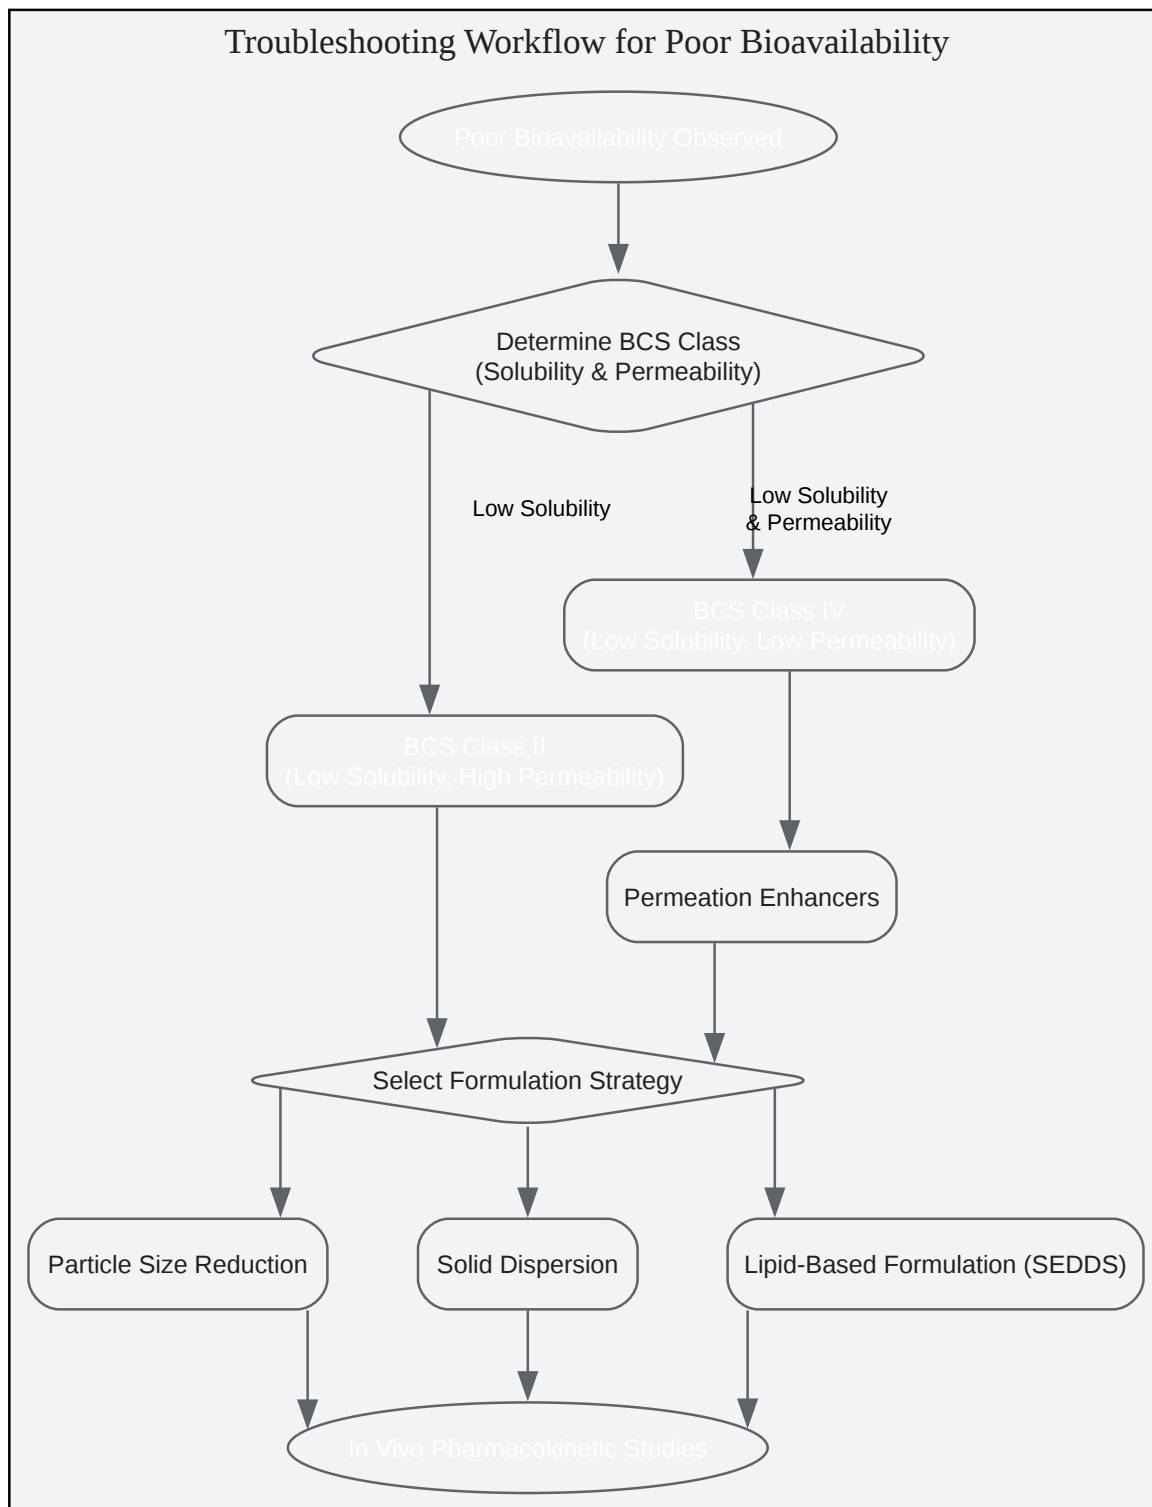 Troubleshooting Workflow for Poor Bioavailability
Poor Bioavailability Observed
Determine BCS Class
(Solubility & Permeability)
Low Solubility
Low Solubility
& Permeability
BCS Class IV
(Low Solubility, Low Permeability)
BCS Class II
(Low Solubility, High Permeability)
Permeation Enhancers
Select Formulation Strategy
Particle Size Reduction
Solid Dispersion
Lipid-Based Formulation (SEDDS)
In Vivo Pharmacokinetic Studies